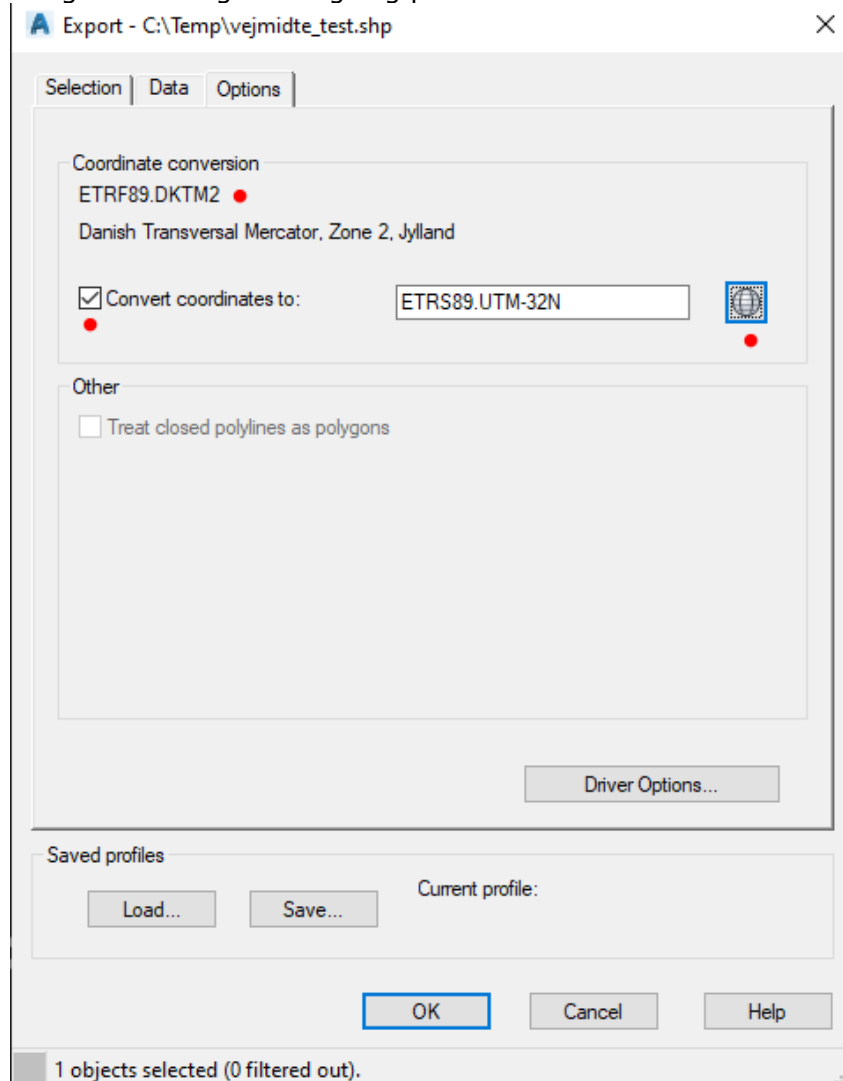 Export - C:\Temp\vejmidte_test.shp
Selection Data Options
Coordinate conversion
ETRF89.DKTM2
Danish Transversal Mercator, Zone 2, Jylland
Convert coordinates to: ETRS89.UTM-32N
Other
Treat closed polylines as polygons
Driver Options...
Saved profiles
Load... Save... Current profile:
OK Cancel Help
1 objects selected (0 filtered out).